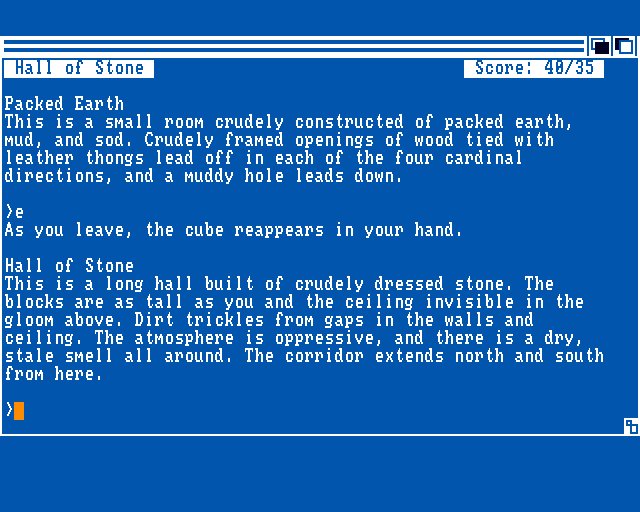 Hall of Stone Score: 40/35
Packed Earth
This is a small room crudely constructed of packed earth,
mud, and sod. Crudely framed openings of wood tied with
leather thongs lead off in each of the four cardinal
directions, and a muddy hole leads down.
>e
As you leave, the cube reappears in your hand.
Hall of Stone
This is a long hall built of crudely dressed stone. The
blocks are as tall as you and the ceiling invisible in the
gloom above. Dirt trickles from gaps in the walls and
ceiling. The atmosphere is oppressive, and there is a dry,
stale smell all around. The corridor extends north and south
from here.
>